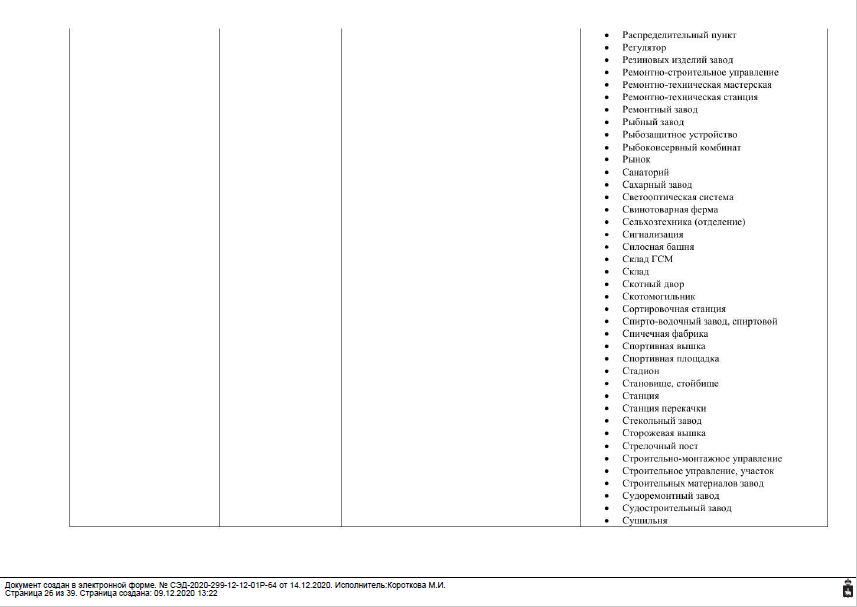 • Распределительный пункт
• Регулятор
• Резиновых изделий завод
• Ремонтно-строительное управление
• Ремонтно-техническая мастерская
• Ремонтно-техническая станция
• Ремонтный завод
• Рыбный завод
• Рыбозащитное устройство
• Рыбоконсервный комбинат
• Рынок
• Санаторий
• Сахарный завод
• Светооптическая система
• Свинотоварная ферма
• Сельхозтехника (отделение)
• Сигнализация
• Силосная башня
• Склад ГСМ
• Склад
• Скотный двор
• Скотомогильник
• Сортировочная станция
• Спирто-водочный завод, спиртовой
• Спичечная фабрика
• Спортивная вышка
• Спортивная площадка
• Стадион
• Становище, стойбище
• Станция
• Станция перекачки
• Стекольный завод
• Сторожевая вышка
• Стрелочный пост
• Строительно-монтажное управление
• Строительное управление, участок
• Строительных материалов завод
• Судоремонтный завод
• Судостроительный завод
• Сушильня
Документ создан в электронной форме. № СЭД-2020-299-12-12-01Р-64 от 14.12.2020. Исполнитель:Короткова М.И.
Страница 26 из 39. Страница создана: 09.12.2020 13:22